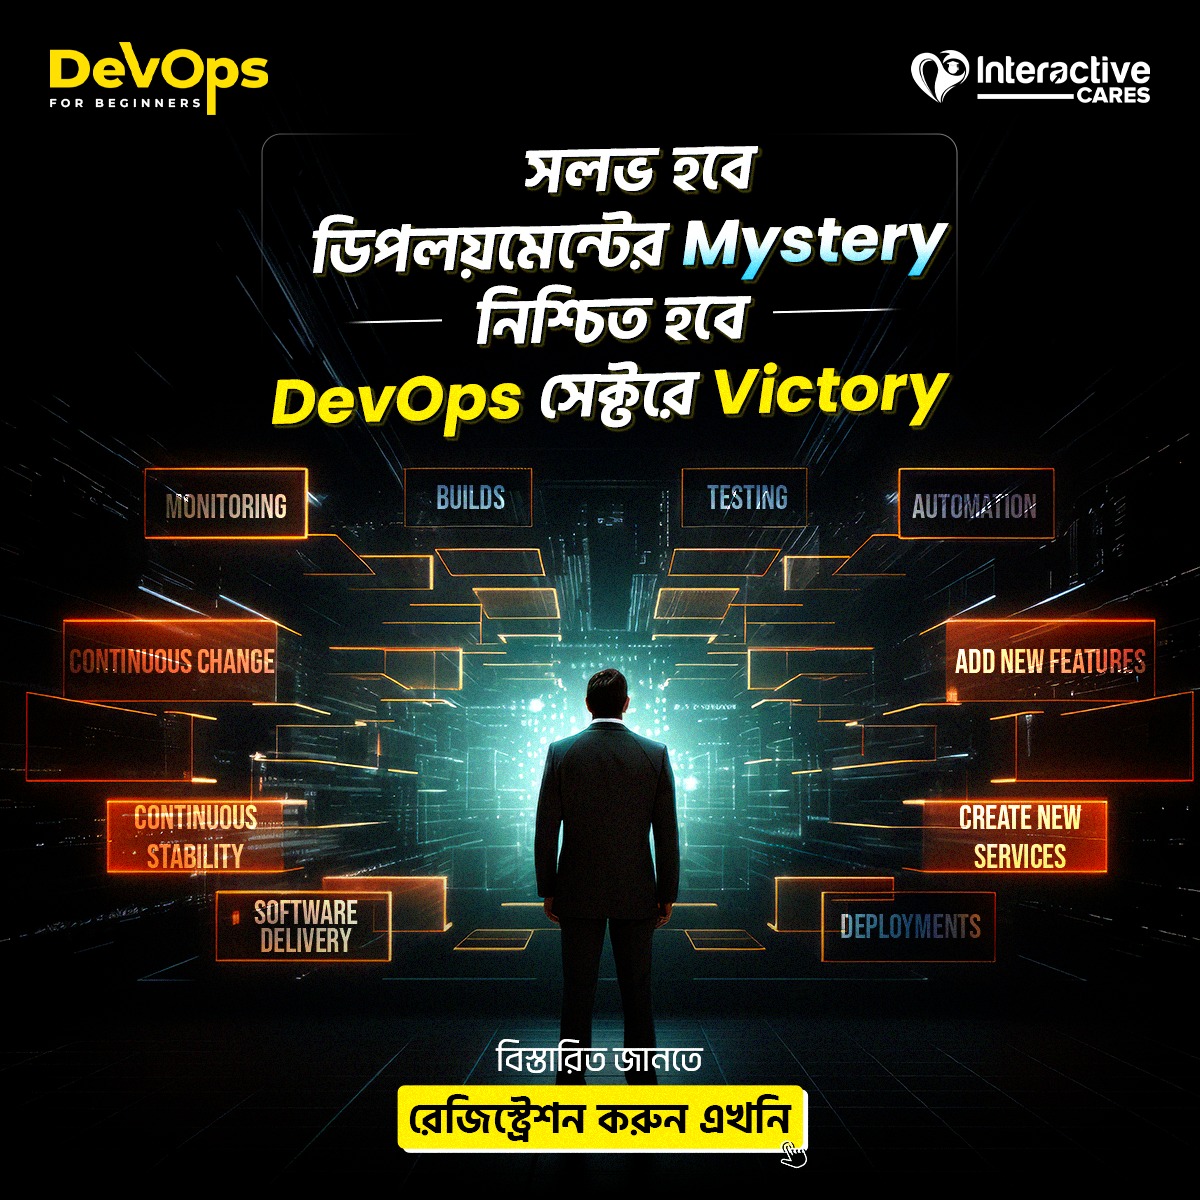 DevOps
FOR BEGINNERS
Interactive
CARES
সলভ হবে
ডিপলয়মেন্টের Mystery
নিশ্চিত হবে
DevOps সেক্টরে Victory
MONITORING
BUILDS
TESTING
AUTOMATION
CONTINUOUS CHANGE
ADD NEW FEATURES
CONTINUOUS
STABILITY
CREATE NEW
SERVICES
SOFTWARE
DELIVERY
DEPLOYMENTS
বিস্তারিত জানতে
রেজিস্ট্রেশন করুন এখনি